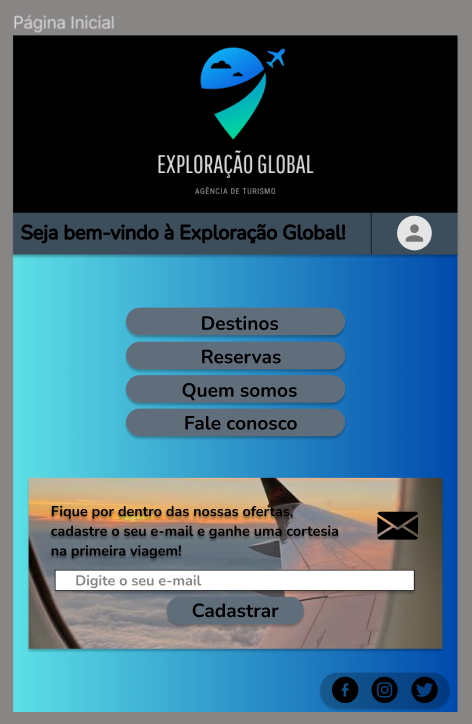 Página Inicial
EXPLORAÇÃO GLOBAL
AGÊNCIA DE TURISMO
Seja bem-vindo à Exploração Global!
Destinos
Reservas
Quem somos
Fale conosco
Fique por dentro das nossas ofertas,
cadastre o seu e-mail e ganhe uma cortesia
na primeira viagem!
Digite o seu e-mail
Cadastrar